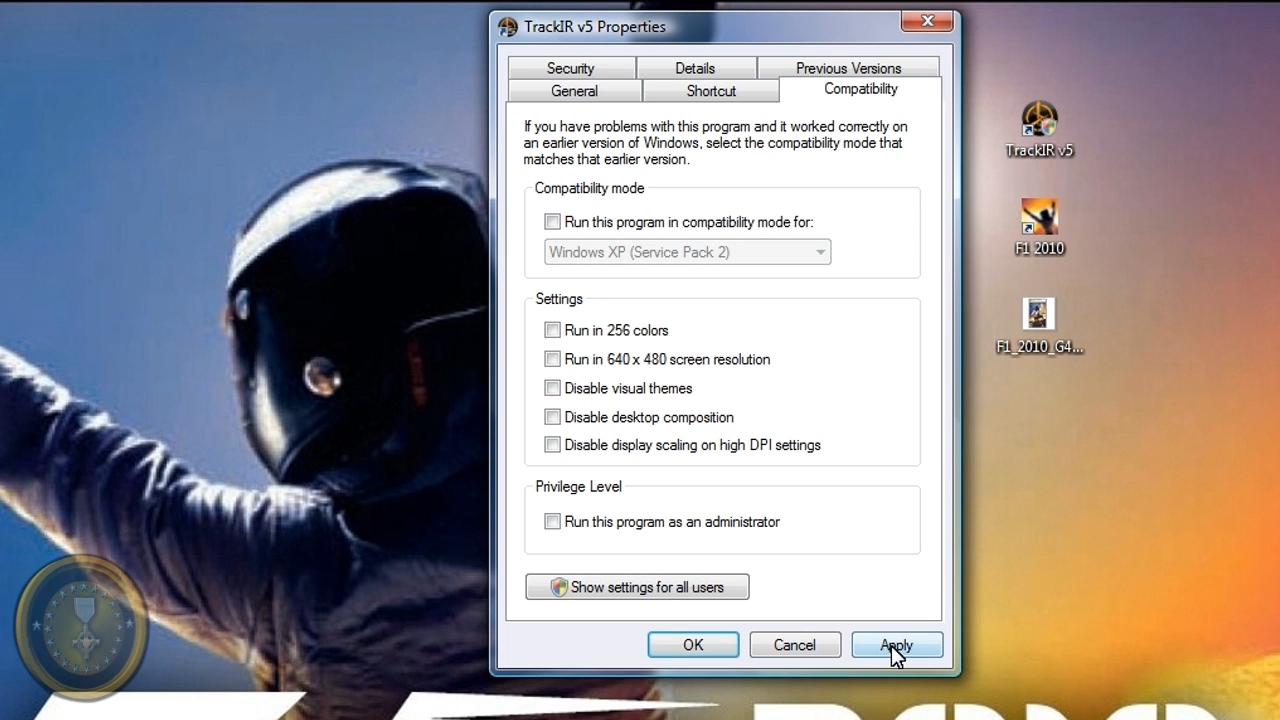 TrackIR v5 Properties
Security
Details
Previous Versions
General
Shortcut
Compatibility
If you have problems with this program and it worked correctly on
an earlier version of Windows, select the compatibility mode that
matches that earlier version.
Compatibility mode
Run this program in compatibility mode for:
Windows XP (Service Pack 2)
Settings
Run in 256 colors
Run in 640 x 480 screen resolution
Disable visual themes
Disable desktop composition
Disable display scaling on high DPI settings
Privilege Level
Run this program as an administrator
Show settings for all users
OK
Cancel
Apply
TrackIR v5
F1 2010
F1_2010_G4...